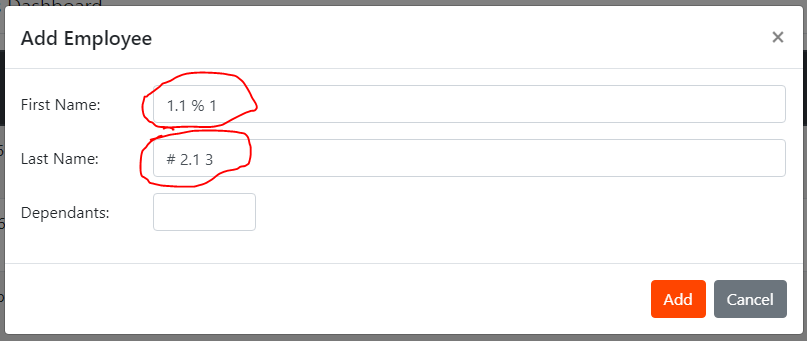 Dashboard
Add Employee ×
First Name: 1.1 % 1
Last Name: # 2.1 3
Dependants:
Add Cancel